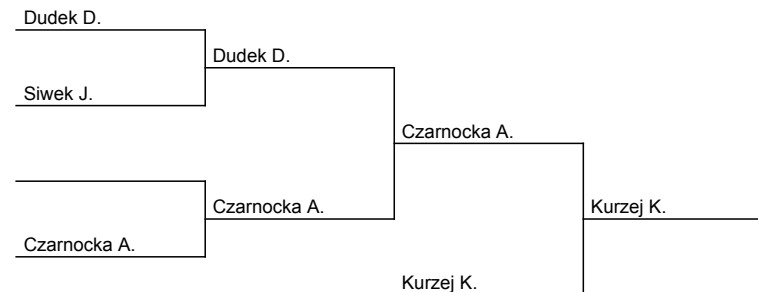 Dudek D.
Dudek D.
Siwek J.
Czarnocka A.
Czarnocka A.
Kurzej K.
Czarnocka A.
Kurzej K.